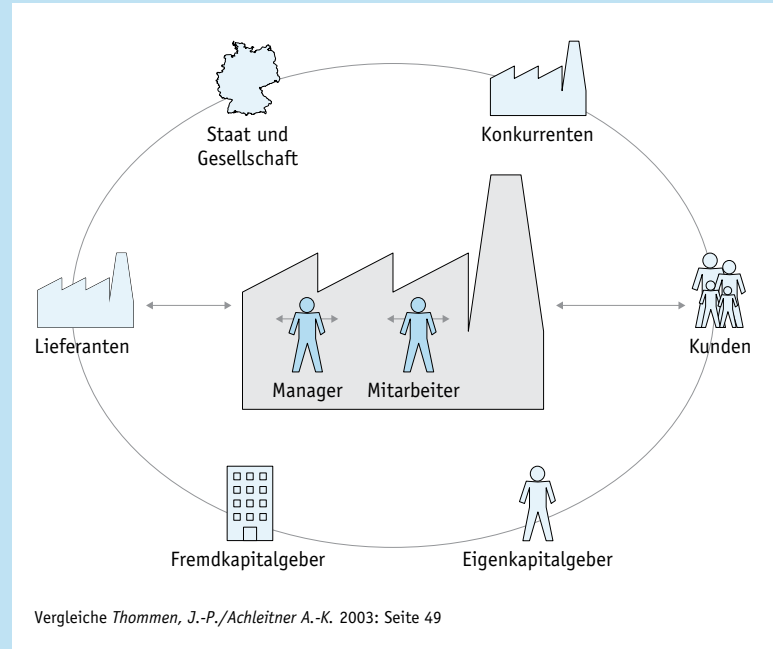 Staat und
Gesellschaft
Konkurrenten
Lieferanten
Kunden
Manager
Mitarbeiter
Fremdkapitalgeber
Eigenkapitalgeber
Vergleiche Thommen, J.-P./Achleitner A.-K. 2003: Seite 49